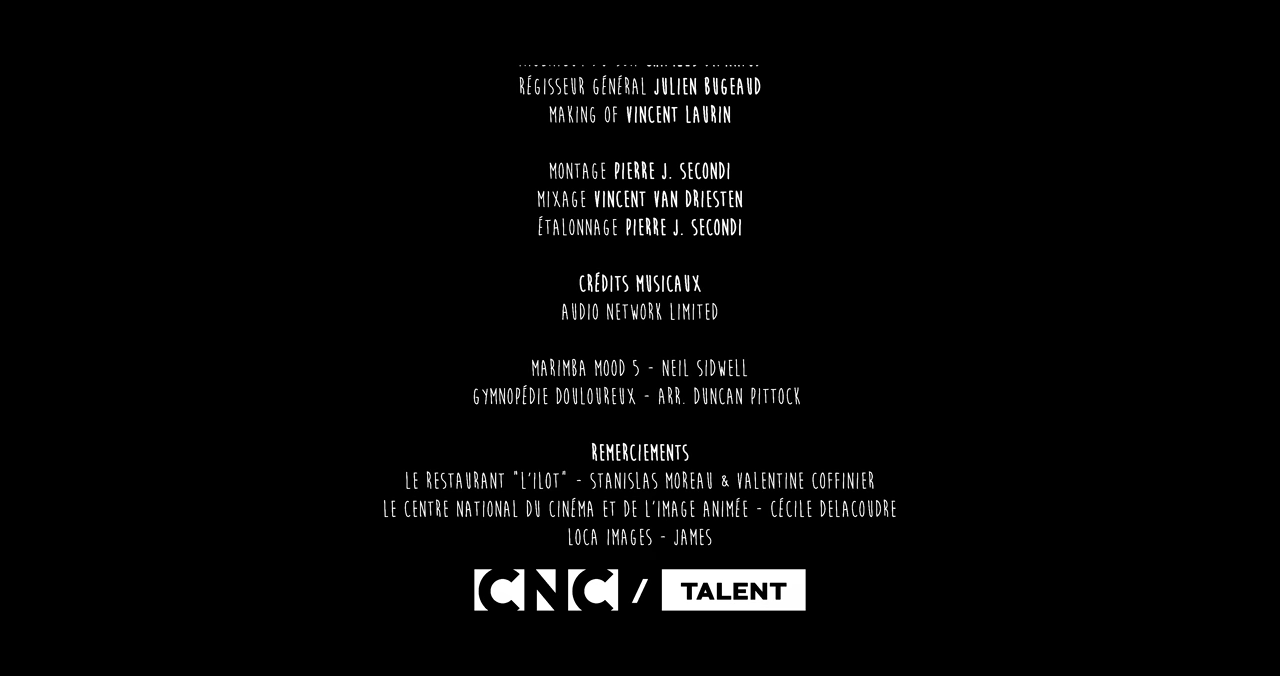 RÉGISSEUR GÉNÉRAL JULIEN BUGEAUD
MAKING OF VINCENT LAURIN
MONTAGE PIERRE J. SECONDI
MIXAGE VINCENT VAN DRIESTEN
ÉTALONNAGE PIERRE J. SECONDI
CRÉDITS MUSICAUX
AUDIO NETWORK LIMITED
MARIMBA MOOD 5 - NEIL SIDWELL
GYMNOPÉDIE DOULOUREUX - ARR. DUNCAN PITTOCK
REMERCIEMENTS
LE RESTAURANT "L'ILOT" - STANISLAS MOREAU & VALENTINE COFFINIER
LE CENTRE NATIONAL DU CINÉMA ET DE L'IMAGE ANIMÉE - CÉCILE DELACOUDRE
LOCA IMAGES - JAMES
CNC / TALENT